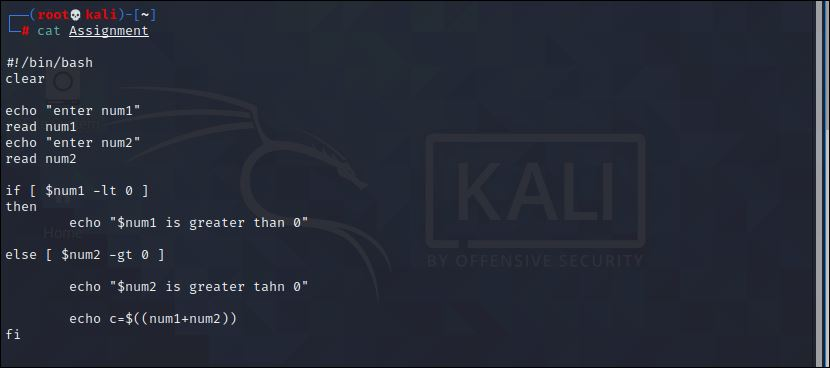 ┌──(root💀kali)-[~]
└─# cat Assignment
#!/bin/bash
clear
echo "enter num1"
read num1
echo "enter num2"
read num2
if [ $num1 -lt 0 ]
then
echo "$num1 is greater than 0"
Home
else [ $num2 -gt 0 ]
echo "$num2 is greater tahn 0"
echo c=$((num1+num2))
fi
KALI
BY OFFENSIVE SECURITY